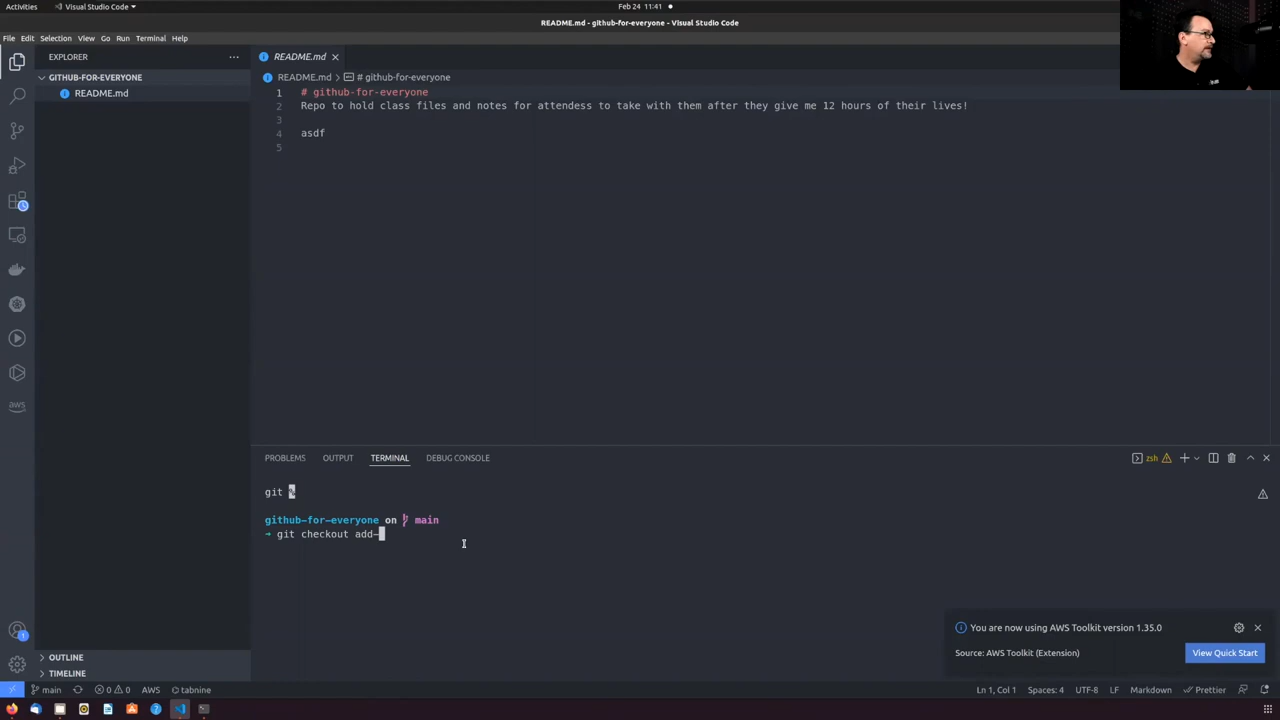 Activities
Visual Studio Code
Feb 24 11:41
README.md - github-for-everyone - Visual Studio Code
File Edit Selection View Go Run Terminal Help
EXPLORER
README.md
GITHUB-FOR-EVERYONE
README.md > # github-for-everyone
README.md
1 # github-for-everyone
2 Repo to hold class files and notes for attendess to take with them after they give me 12 hours of their lives!
3
4 asdf
5
PROBLEMS OUTPUT TERMINAL DEBUG CONSOLE
zsh
git %
github-for-everyone on main
→ git checkout add-
aws
You are now using AWS Toolkit version 1.35.0
Source: AWS Toolkit (Extension)
View Quick Start
1
OUTLINE
TIMELINE
main 0 0 AWS tabnine
Ln 1, Col 1 Spaces: 4 UTF-8 LF Markdown Prettier